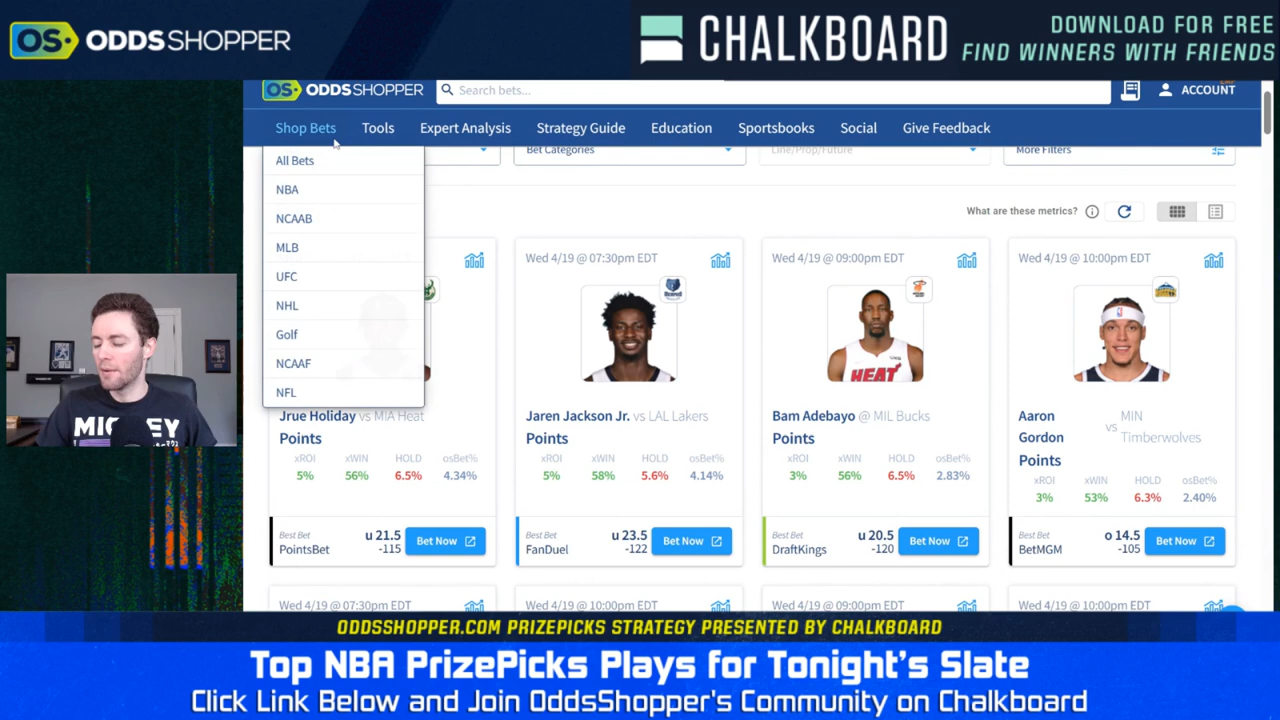 OS ODDSSHOPPER
CHALKBOARD
DOWNLOAD FOR FREE
FIND WINNERS WITH FRIENDS
OS ODDSSHOPPER
Search bets...
ACCOUNT
Shop Bets Tools Expert Analysis Strategy Guide Education Sportsbooks Social Give Feedback
Bet Categories Line/Prop/Future More Filters
All Bets
NBA
NCAAB
MLB
UFC
NHL
Golf
NCAAF
NFL
What are these metrics?
Jrue Holiday vs MIA Heat
Points
xROI xWIN HOLD osBet%
5% 56% 6.5% 4.34%
Best Bet
PointsBet
u 21.5
-115
Bet Now
Wed 4/19 @ 07:30pm EDT
Jaren Jackson Jr. vs LAL Lakers
Points
xROI xWIN HOLD osBet%
5% 58% 5.6% 4.14%
Best Bet
FanDuel
u 23.5
-122
Bet Now
Wed 4/19 @ 09:00pm EDT
HEAT
Bam Adebayo @ MIL Bucks
Points
xROI xWIN HOLD osBet%
3% 56% 6.5% 2.83%
Best Bet
DraftKings
u 20.5
-120
Bet Now
Wed 4/19 @ 10:00pm EDT
Aaron Gordon vs MIN Timberwolves
Points
xROI xWIN HOLD osBet%
3% 53% 6.3% 2.40%
Best Bet
BetMGM
o 14.5
-105
Bet Now
Wed 4/19 @ 07:30pm EDT
Wed 4/19 @ 10:00pm EDT
Wed 4/19 @ 09:00pm EDT
Wed 4/19 @ 10:00pm EDT
ODDSSHOPPER.COM PRIZEPICKS STRATEGY PRESENTED BY CHALKBOARD
Top NBA PrizePicks Plays for Tonight's Slate
Click Link Below and Join OddsShopper's Community on Chalkboard